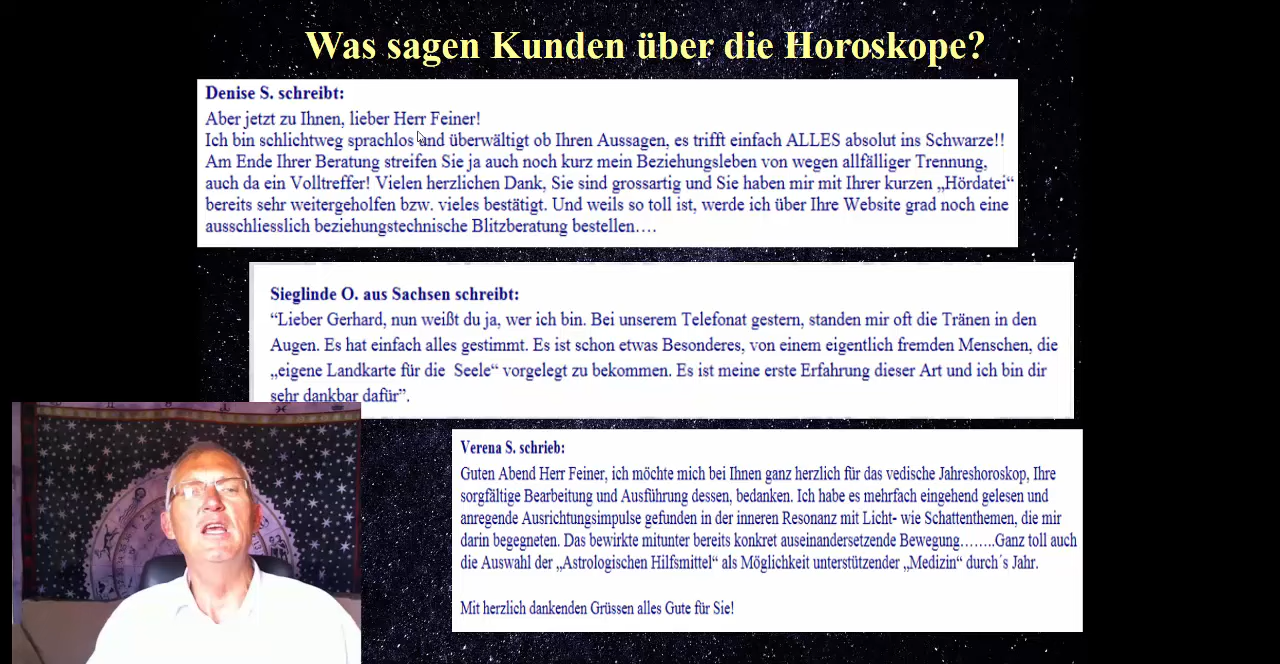 Was sagen Kunden über die Horoskope?
Denise S. schreibt:
Aber jetzt zu Ihnen, lieber Herr Feiner!
Ich bin schlichtweg sprachlos und überwältigt ob Ihren Aussagen, es trifft einfach ALLES absolut ins Schwarze!!
Am Ende Ihrer Beratung streifen Sie ja auch noch kurz mein Beziehungsleben von wegen allfälliger Trennung,
auch da ein Volltreffer! Vielen herzlichen Dank, Sie sind grossartig und Sie haben mir mit Ihrer kurzen „Hördatei“
bereits sehr weitergeholfen bzw. vieles bestätigt. Und weils so toll ist, werde ich über Ihre Website grad noch eine
ausschliesslich beziehungstechnische Blitzberatung bestellen….
Sieglinde O. aus Sachsen schreibt:
“Lieber Gerhard, nun weißt du ja, wer ich bin. Bei unserem Telefonat gestern, standen mir oft die Tränen in den
Augen. Es hat einfach alles gestimmt. Es ist schon etwas Besonderes, von einem eigentlich fremden Menschen, die
„eigene Landkarte für die Seele“ vorgelegt zu bekommen. Es ist meine erste Erfahrung dieser Art und ich bin dir
sehr dankbar dafür”.
Verena S. schrieb:
Guten Abend Herr Feiner, ich möchte mich bei Ihnen ganz herzlich für das vedische Jahreshoroskop, Ihre
sorgfältige Bearbeitung und Ausführung dessen, bedanken. Ich habe es mehrfach eingehend gelesen und
anregende Ausrichtungsimpulse gefunden in der inneren Resonanz mit Licht- wie Schattenthemen, die mir
darin begegneten. Das bewirkte mitunter bereits konkret auseinandersetzende Bewegung……..Ganz toll auch
die Auswahl der „Astrologischen Hilfsmittel“ als Möglichkeit unterstützender „Medizin“ durch´s Jahr.
Mit herzlich dankenden Grüssen alles Gute für Sie!